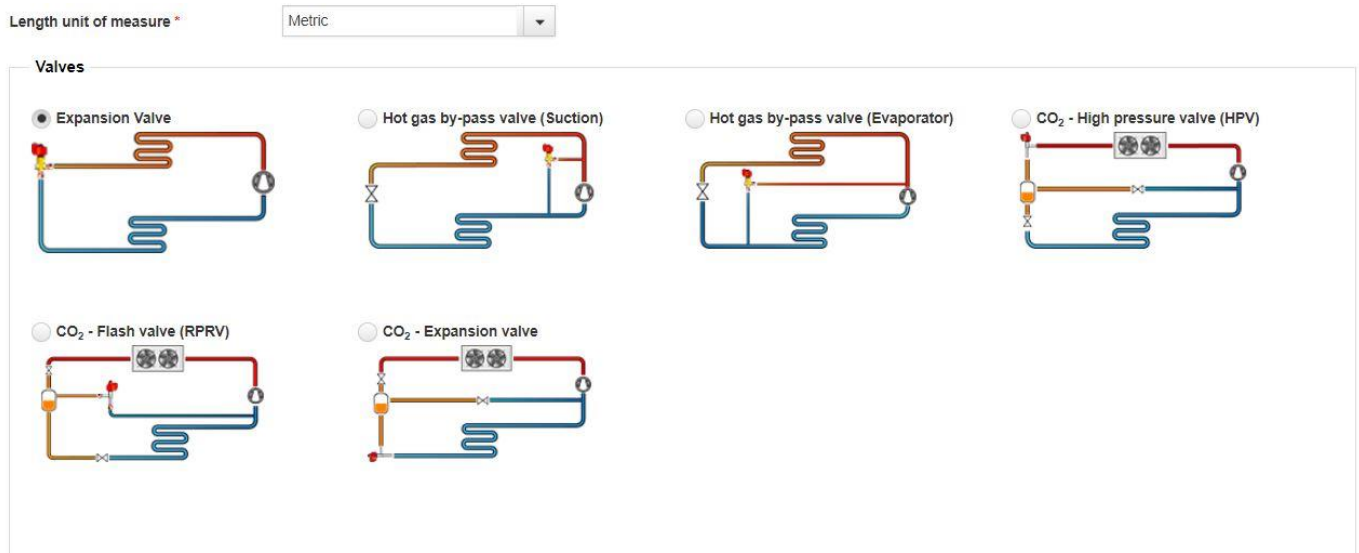 Length unit of measure * Metric
Valves
Expansion Valve
Hot gas by-pass valve (Suction)
Hot gas by-pass valve (Evaporator)
CO₂ - High pressure valve (HPV)
CO₂ - Flash valve (RPRV)
CO₂ - Expansion valve